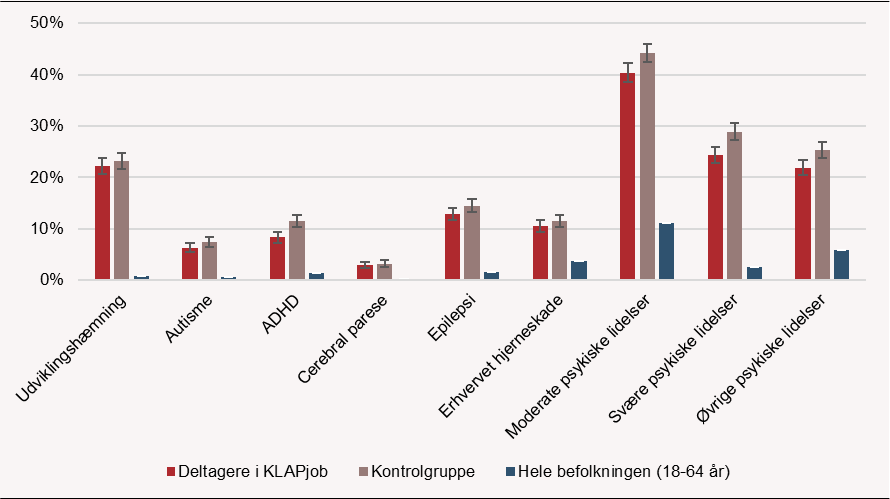 50%
40%
30%
20%
10%
0%
Udviklingshæmning
Autisme
ADHD
Cerebral parese
Epilepsi
Erhvervet hjerneskade
Moderate psykiske lidelser
Svære psykiske lidelser
Øvrige psykiske lidelser
Deltagere i KLAPjob
Kontrolgruppe
Hele befolkningen (18-64 år)